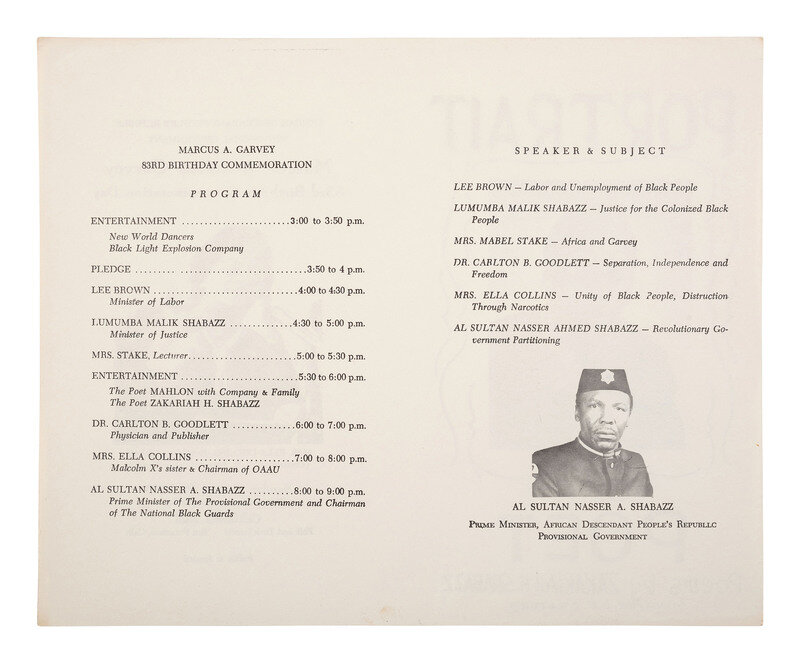 MARCUS A. GARVEY
83RD BIRTHDAY COMMEMORATION
PROGRAM
ENTERTAINMENT ......................3:00 to 3:50 p.m.
New World Dancers
Black Light Explosion Company
PLEDGE ...................................3:50 to 4 p.m.
LEE BROWN ..............................4:00 to 4:30 p.m.
Minister of Labor
LUMUMBA MALIK SHABAZZ .............4:30 to 5:00 p.m.
Minister of Justice
MRS. STAKE, Lecturer......................5:00 to 5:30 p.m.
ENTERTAINMENT ........................5:30 to 6:00 p.m.
The Poet MAHLON with Company & Family
The Poet ZAKARIAH H. SHABAZZ
DR. CARLTON B. GOODLETT .............6:00 to 7:00 p.m.
Physician and Publisher
MRS. ELLA COLLINS .....................7:00 to 8:00 p.m.
Malcolm X's sister & Chairman of OAAU
AL SULTAN NASSER A. SHABAZZ ..........8:00 to 9:00 p.m.
Prime Minister of The Provisional Government and Chairman
of The National Black Guards
SPEAKER & SUBJECT
LEE BROWN — Labor and Unemployment of Black People
LUMUMBA MALIK SHABAZZ — Justice for the Colonized Black
People
MRS. MABEL STAKE — Africa and Garvey
DR. CARLTON B. GOODLETT — Separation, Independence and
Freedom
MRS. ELLA COLLINS — Unity of Black People, Distruction
Through Narcotics
AL SULTAN NASSER AHMED SHABAZZ — Revolutionary Go-
vernment Partitioning
AL SULTAN NASSER A. SHABAZZ
PRIME MINISTER, AFRICAN DESCENDANT PEOPLE'S REPUBLLC
PROVISIONAL GOVERNMENT